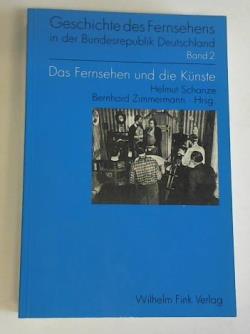 Geschichte des Fernsehens
in der Bundesrepublik Deutschland
Band 2
Das Fernsehen und die Künste
Helmut Schanze
Bernhard Zimmermann · Hrsg.
Wilhelm Fink Verlag